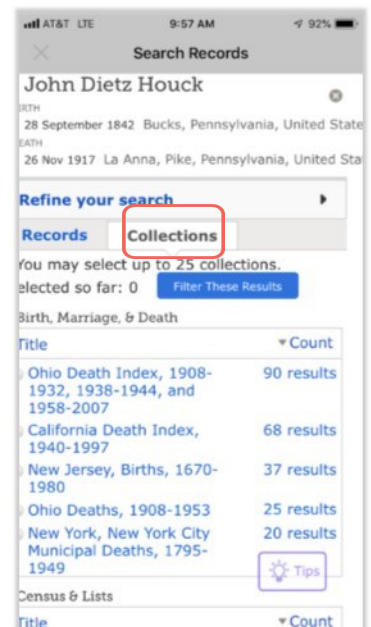 AT&T LTE 9:57 AM 92%
Search Records
John Dietz Houck
RTH
28 September 1842 Bucks, Pennsylvania, United State
EATH
26 Nov 1917 La Anna, Pike, Pennsylvania, United Sta
Refine your search
Records Collections
You may select up to 25 collections.
elected so far: 0 Filter These Results
Birth, Marriage, & Death
Title Count
Ohio Death Index, 1908- 90 results
1932, 1938-1944, and
1958-2007
California Death Index, 68 results
1940-1997
New Jersey, Births, 1670- 37 results
1980
Ohio Deaths, 1908-1953 25 results
New York, New York City 20 results
Municipal Deaths, 1795-
1949
Tips
Census & Lists
Title Count